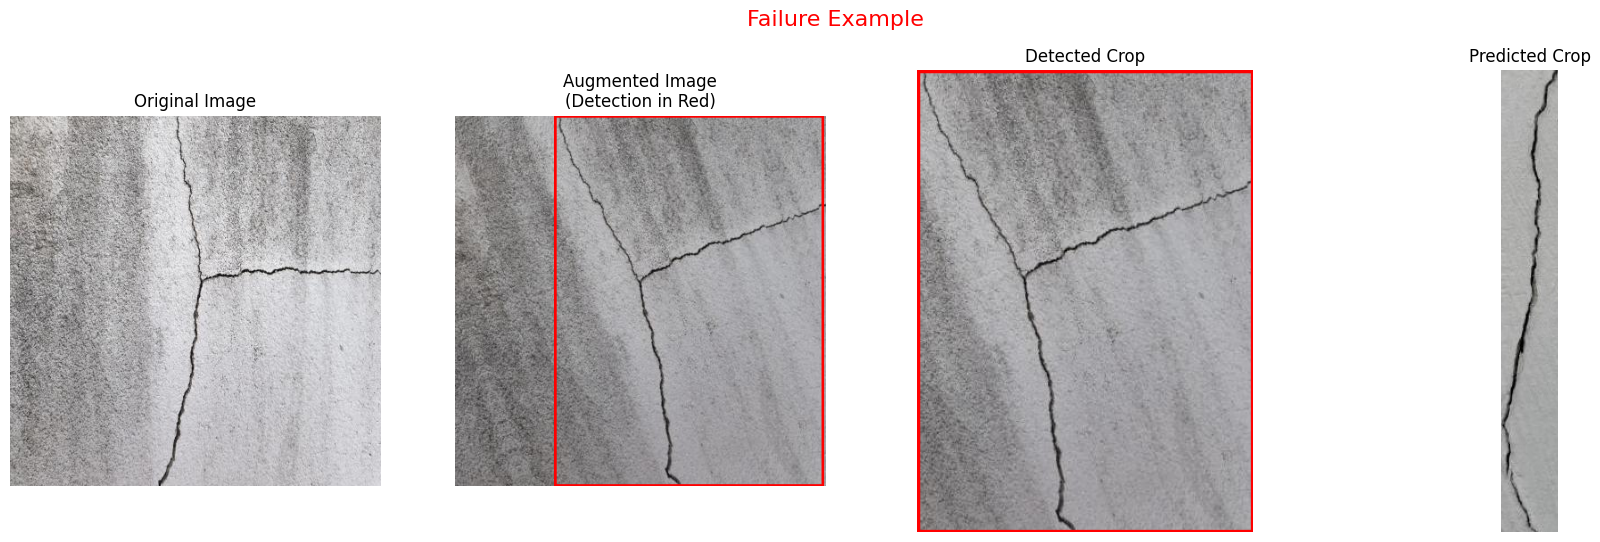 Failure Example
Original Image
Augmented Image
(Detection in Red)
Detected Crop
Predicted Crop